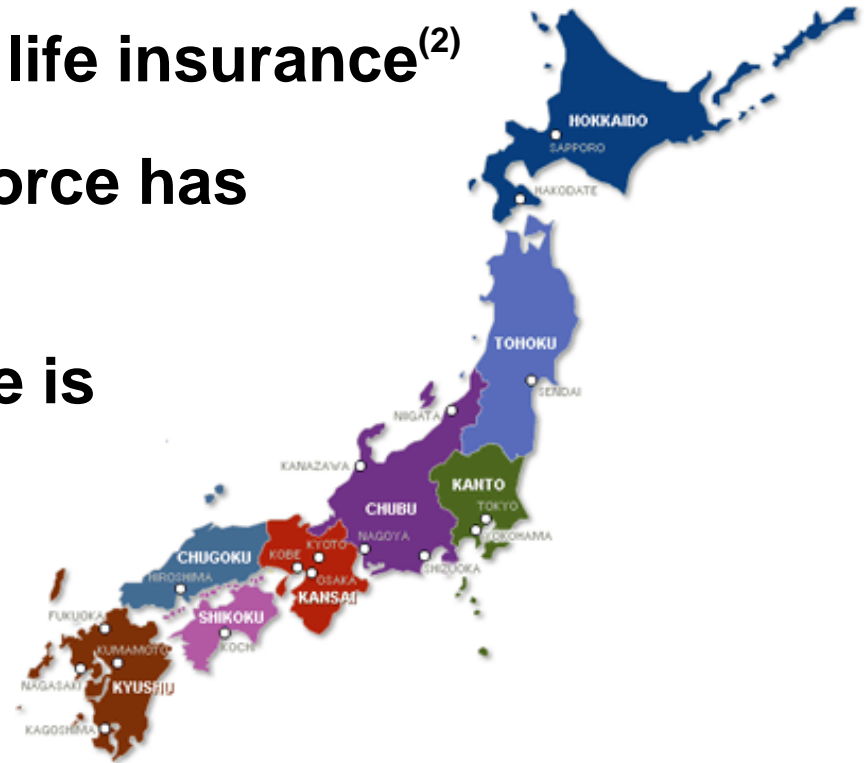 life insurance(2)
orce has
e is
HOKKAIDO
SAPPORO
HAKODATE
TOHOKU
SENDAI
NIIGATA
KANAZAWA
KANTO
TOKYO
YOKOHAMA
CHUBU
NAGOYA
SHIZUOKA
CHUGOKU
HIROSHIMA
KOBE
KYOTO
OSAKA
KANSAI
SHIKOKU
KOCHI
FUKUOKA
KUMAMOTO
NAGASAKI
KYUSHU
KAGOSHIMA